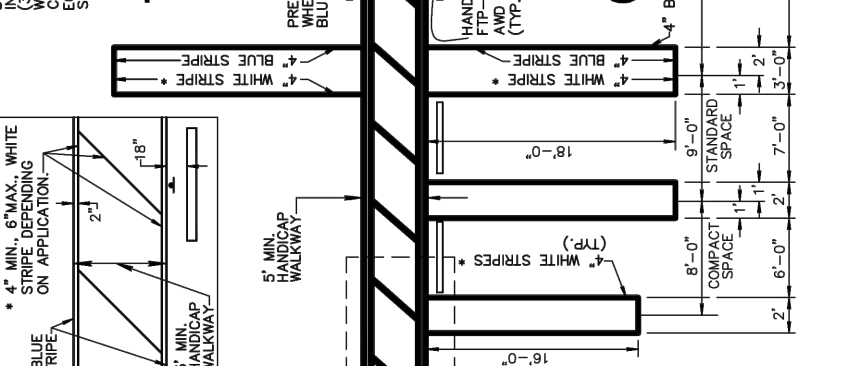 PRE
WHE
BLU
HAND
FTP-
AWD
(TYP.
4" B
4" BLUE STRIPE
4" WHITE STRIPE *
4" BLUE STRIPE
4" WHITE STRIPE *
2'
1'
3'-0"
18'-0"
9'-0"
STANDARD
SPACE
7'-0"
1'
1'
2'
* 4" MIN., 6"MAX., WHITE
STRIPE DEPENDING
ON APPLICATION.
2"
18"
5' MIN.
HANDICAP
WALKWAY
4" WHITE STRIPES *
(TYP.)
8'-0"
COMPACT
SPACE
6'-0"
2'
16'-0"
BLUE
TRIPE
5' MIN.
HANDICAP
WALKWAY